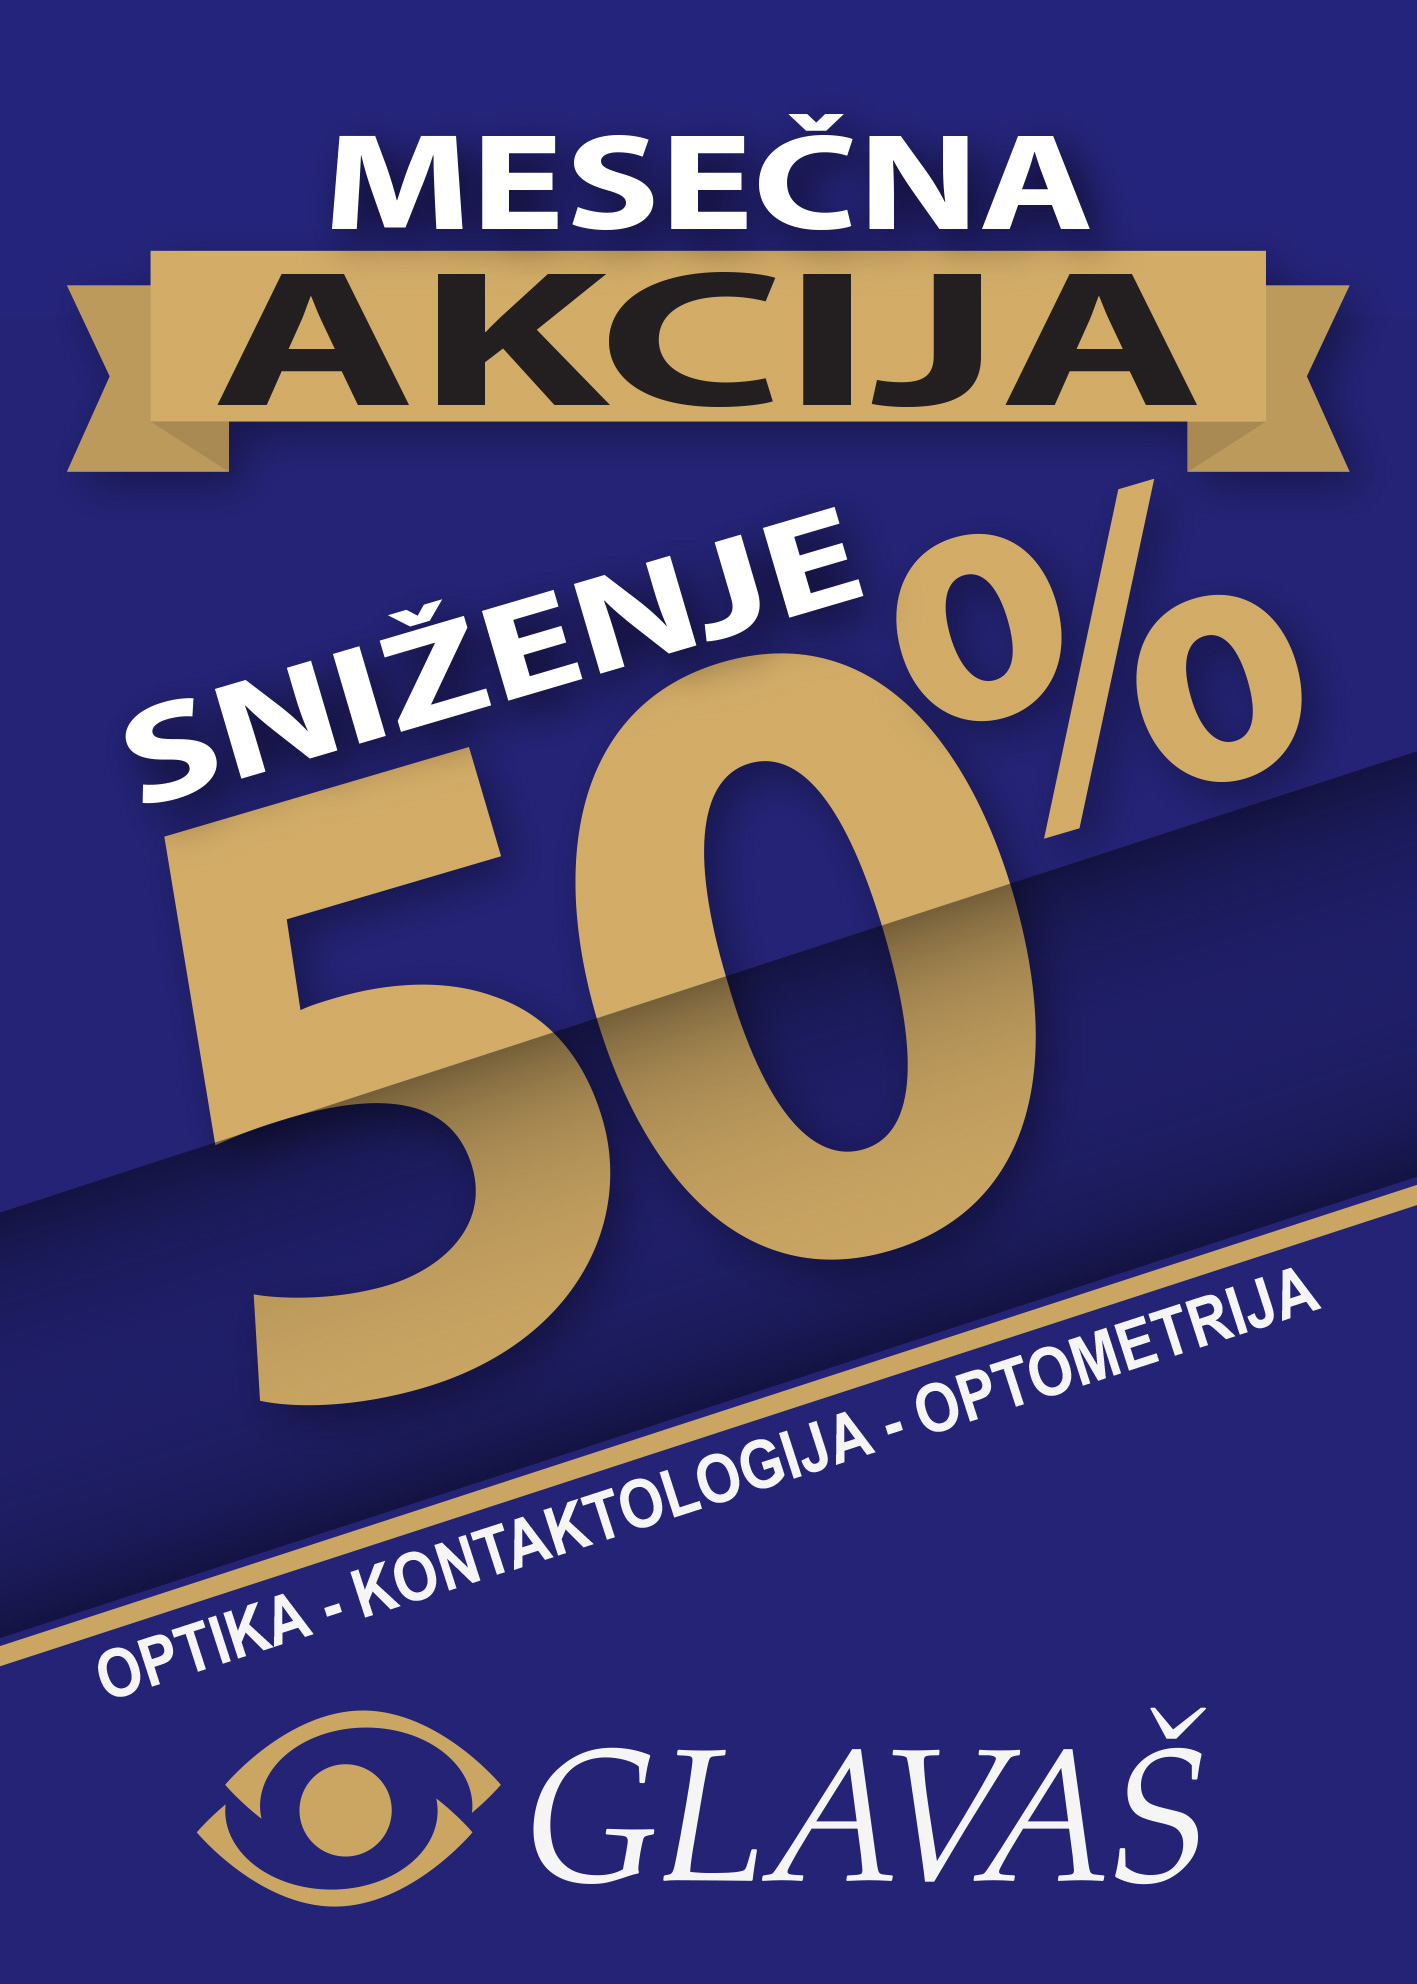 MESEČNA
AKCIJA
SNIŽENJE
50%
OPTIKA - KONTAKTOLOGIJA - OPTOMETRIJA
GLAVAŠ